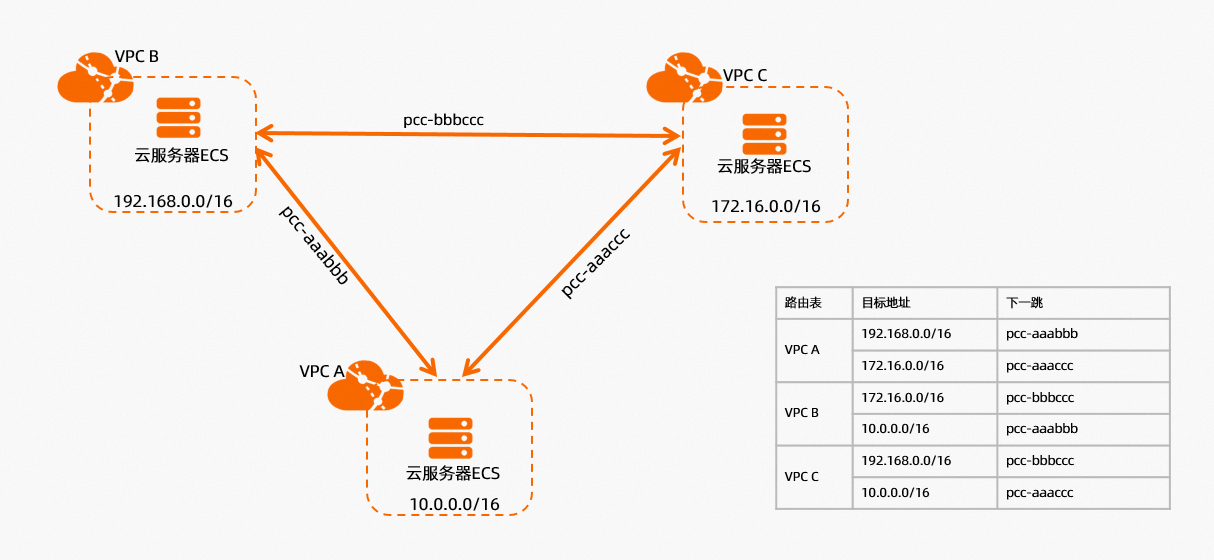 VPC B
云服务器ECS
192.168.0.0/16
VPC C
云服务器ECS
172.16.0.0/16
pcc-bbbccc
pcc-aaabbb
pcc-aaaccc
VPC A
云服务器ECS
10.0.0.0/16
路由表 目标地址 下一跳
VPC A
192.168.0.0/16 pcc-aaabbb
172.16.0.0/16 pcc-aaaccc
VPC B
172.16.0.0/16 pcc-bbbccc
10.0.0.0/16 pcc-aaabbb
VPC C
192.168.0.0/16 pcc-bbbccc
10.0.0.0/16 pcc-aaaccc